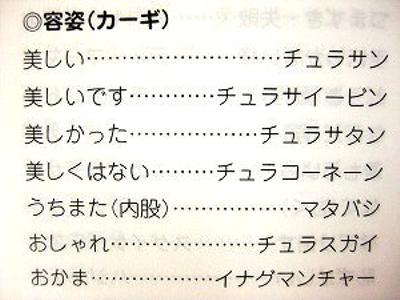 ◎容姿(カーギ)
美しい……………………チュラサン
美しいです…………チュラサイービン
美しかった……………チュラサタン
美しくはない………チュラコーネーン
うちまた(内股)………………マタバシ
おしゃれ………………チュラスガイ
おかま………………イナグマンチャー